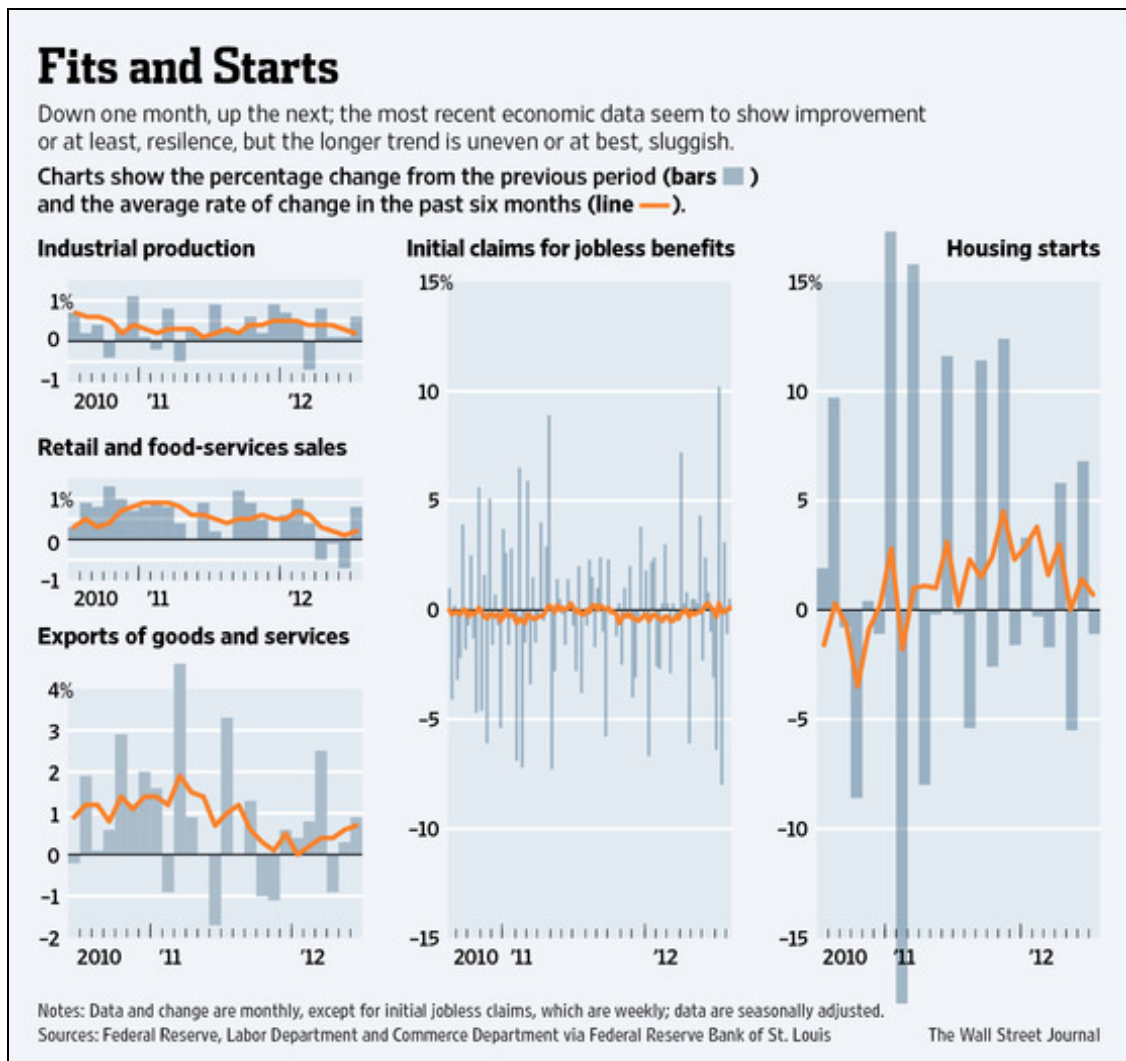 Fits and Starts
Down one month, up the next; the most recent economic data seem to show improvement
or at least, resilence, but the longer trend is uneven or at best, sluggish.
Charts show the percentage change from the previous period (bars )
and the average rate of change in the past six months (line ).
Industrial production
1%
0
–1
2010 '11 '12
Retail and food-services sales
1%
0
–1
2010 '11 '12
Exports of goods and services
4%
3
2
1
0
–1
–2
2010 '11 '12
Initial claims for jobless benefits
15%
10
5
0
–5
–10
–15
2010 '11 '12
Housing starts
15%
10
5
0
–5
–10
–15
2010 '11 '12
Notes: Data and change are monthly, except for initial jobless claims, which are weekly; data are seasonally adjusted.
Sources: Federal Reserve, Labor Department and Commerce Department via Federal Reserve Bank of St. Louis
The Wall Street Journal